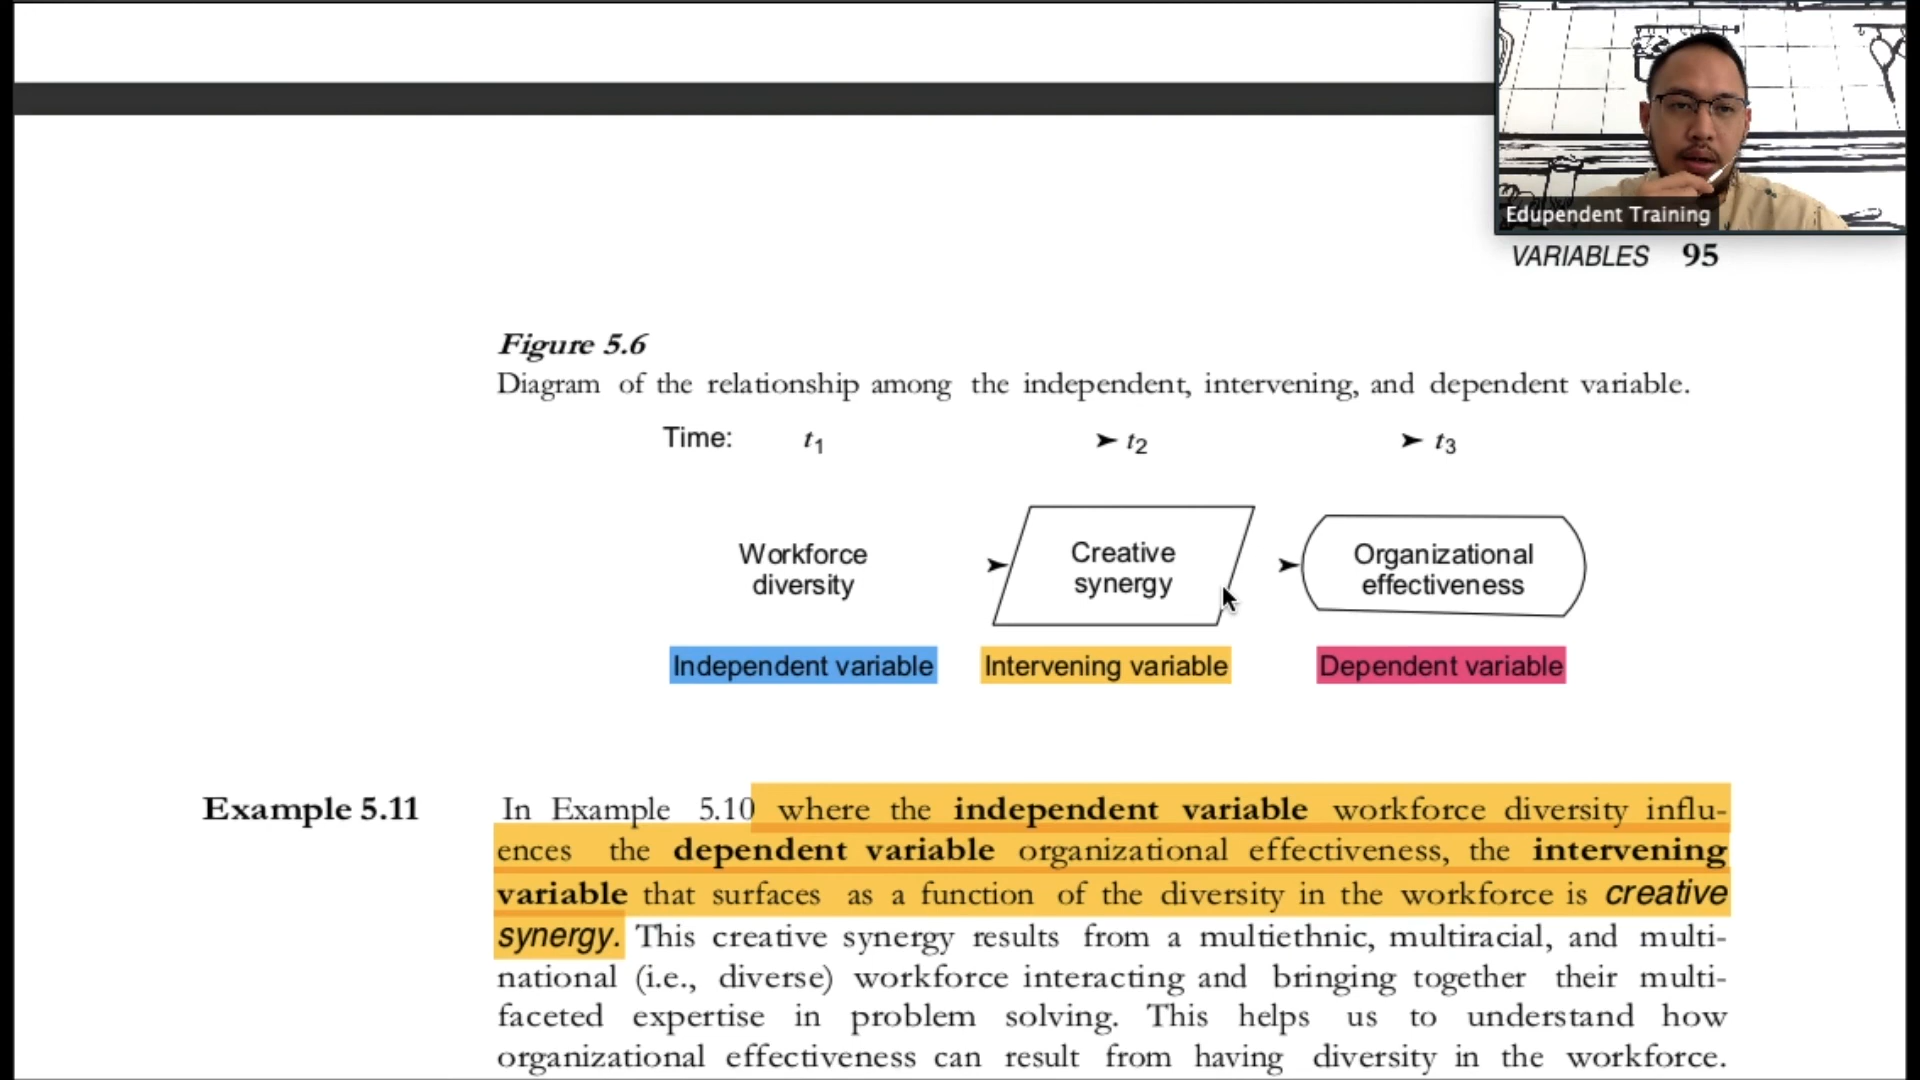 Edupendent Training
VARIABLES 95
Figure 5.6
Diagram of the relationship among the independent, intervening, and dependent variable.
Time: t1 t2 t3
Workforce diversity
Creative synergy
Organizational effectiveness
Independent variable Intervening variable Dependent variable
Example 5.11 In Example 5.10 where the independent variable workforce diversity influ-
ences the dependent variable organizational effectiveness, the intervening
variable that surfaces as a function of the diversity in the workforce is creative
synergy. This creative synergy results from a multiethnic, multiracial, and multi-
national (i.e., diverse) workforce interacting and bringing together their multi-
faceted expertise in problem solving. This helps us to understand how
organizational effectiveness can result from having diversity in the workforce.